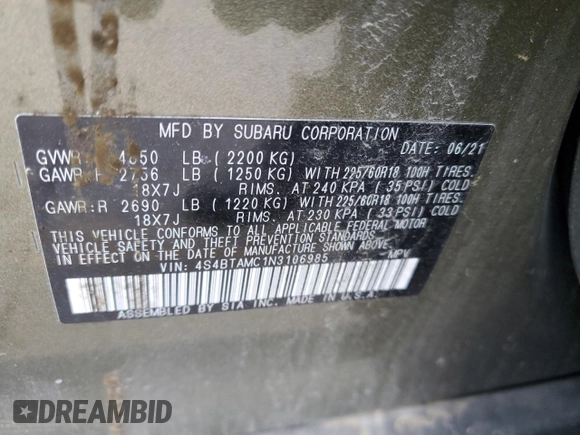 MFD BY SUBARU CORPORATION
GVWR: 4850 LB ( 2200 KG) DATE: 06/21
GAWR:F 2756 LB ( 1250 KG) WITH 225/60R18 100H TIRES.
18X7J RIMS. AT 240 KPA ( 35 PSI) COLD
GAWR:R 2690 LB ( 1220 KG) WITH 225/60R18 100H TIRES.
18X7J RIMS. AT 230 KPA ( 33 PSI) COLD
THIS VEHICLE CONFORMS TO ALL APPLICABLE FEDERAL MOTOR
VEHICLE SAFETY AND THEFT PREVENTION STANDARDS
IN EFFECT ON THE DATE OF MANUFACTURE SHOWN ABOVE.
VIN: 4S4BTAMC1N3106985 MPV
ASSEMBLED BY SIA INC. MADE IN U.S.A.
DREAMBID